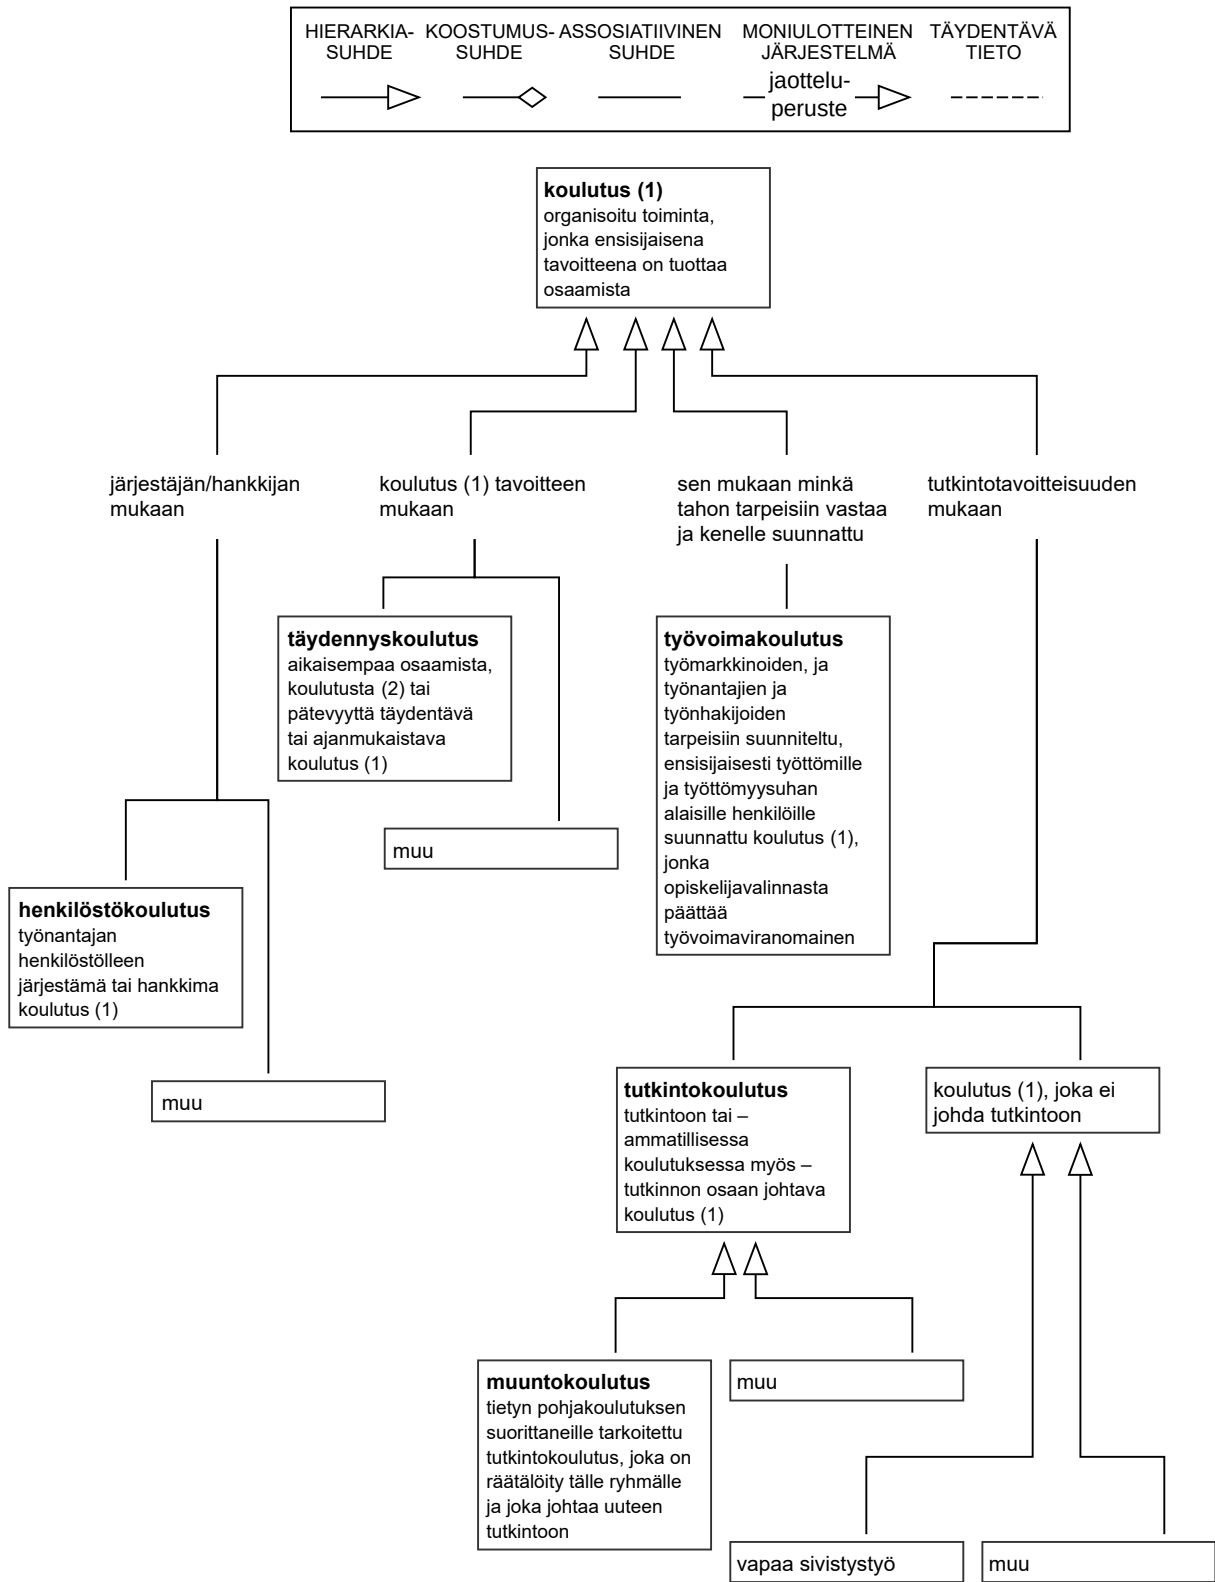 HIERARKIA-
SUHDE
KOOSTUMUS-
SUHDE
ASSOSIATIIVINEN
SUHDE
MONIULOTTEINEN
JÄRJESTELMÄ
jaottelu-
peruste
TÄYDENTÄVÄ
TIETO
koulutus (1)
organisoitu toiminta,
jonka ensisijaisena
tavoitteena on tuottaa
osaamista
järjestäjän/hankkijan
mukaan
koulutus (1) tavoitteen
mukaan
sen mukaan minkä
tahon tarpeisiin vastaa
ja kenelle suunnattu
tutkintotavoitteisuuden
mukaan
täydennyskoulutus
aikaisempaa osaamista,
koulutusta (2) tai
pätevyyttä täydentävä
tai ajanmukaistava
koulutus (1)
työvoimakoulutus
työmarkkinoiden, ja
työnantajien ja
työnhakijoiden
tarpeisiin suunniteltu,
ensisijaisesti työttömille
ja työttömyysuhan
alaisille henkilöille
suunnattu koulutus (1),
jonka
opiskelijavalinnasta
päättää
työvoimaviranomainen
muu
henkilöstökoulutus
työnantajan
henkilöstölleen
järjestämä tai hankkima
koulutus (1)
muu
tutkintokoulutus
tutkintoon tai –
ammatillisessa
koulutuksessa myös –
tutkinnon osaan johtava
koulutus (1)
koulutus (1), joka ei
johda tutkintoon
muuntokoulutus
tietyn pohjakoulutuksen
suorittaneille tarkoitettu
tutkintokoulutus, joka on
räätälöity tälle ryhmälle
ja joka johtaa uuteen
tutkintoon
muu
vapaa sivistystyö
muu